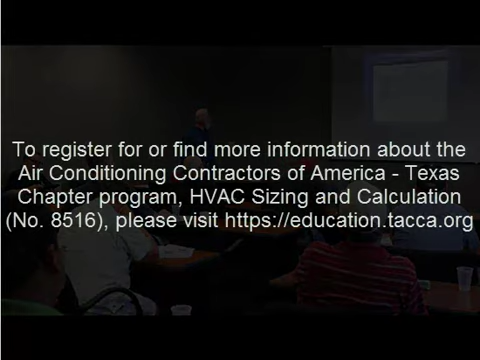 To register for or find more information about the
Air Conditioning Contractors of America - Texas
Chapter program, HVAC Sizing and Calculation
(No. 8516), please visit https://education.tacca.org